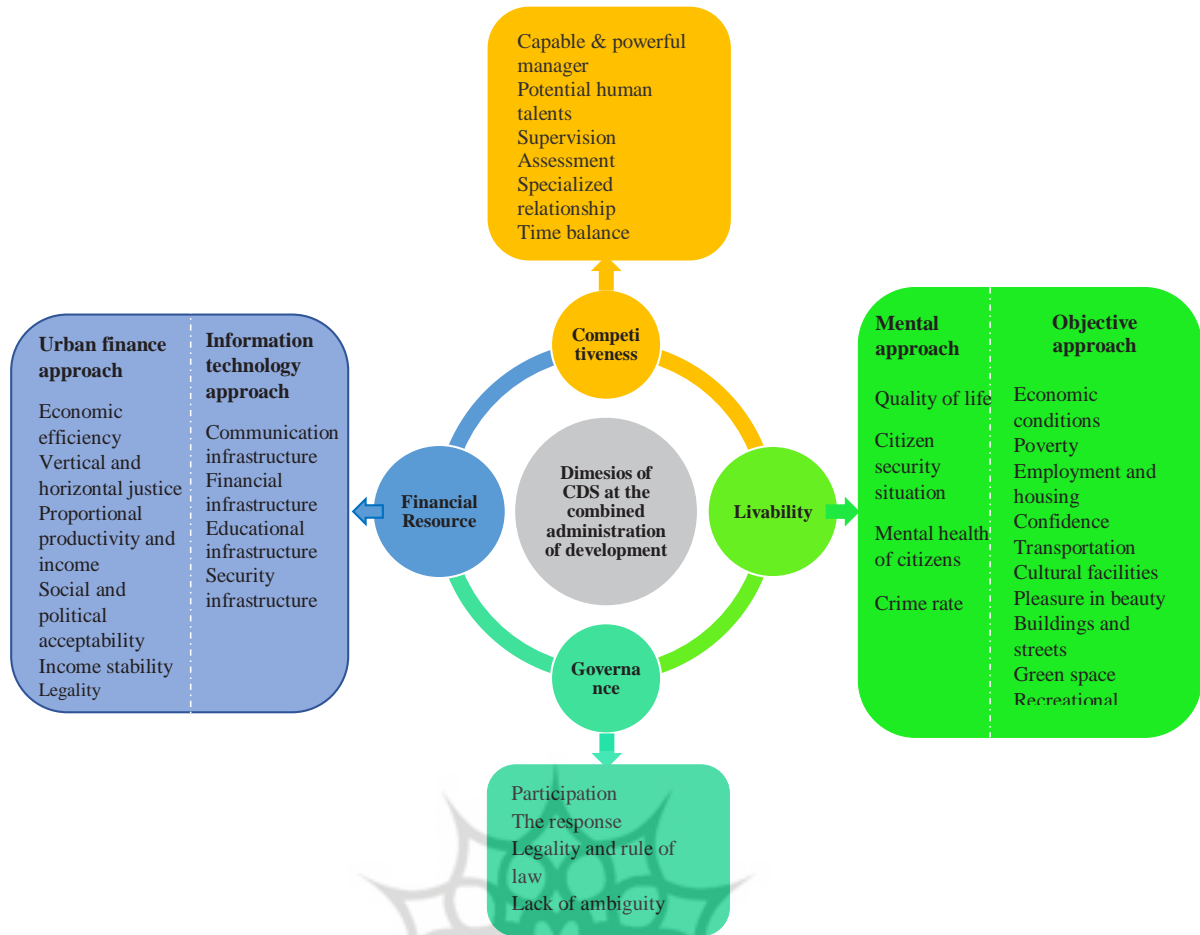 Capable & powerful
manager
Potential human
talents
Supervision
Assessment
Specialized
relationship
Time balance
Competi
tiveness
Urban finance
approach
Economic
efficiency
Vertical and
horizontal justice
Proportional
productivity and
income
Social and
political
acceptability
Income stability
Legality
Information
technology
approach
Communication
infrastructure
Financial
infrastructure
Educational
infrastructure
Security
infrastructure
Financial
Resource
Dimesios of
CDS at the
combined
administration
of development
Livability
Mental
approach
Quality of life
Citizen
security
situation
Mental health
of citizens
Crime rate
Objective
approach
Economic
conditions
Poverty
Employment and
housing
Confidence
Transportation
Cultural facilities
Pleasure in beauty
Buildings and
streets
Green space
Recreational
Governa
nce
Participation
The response
Legality and rule of
law
Lack of ambiguity